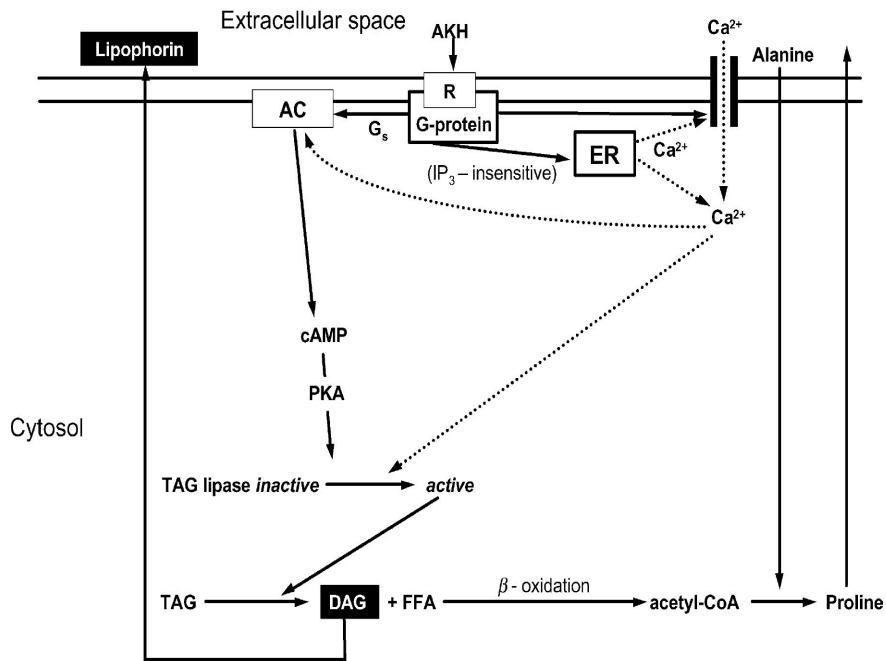 Extracellular space
Lipophorin
AKH
Ca2+
Alanine
R
AC
Gs
G-protein
ER
Ca2+
(IP3 – insensitive)
Ca2+
cAMP
PKA
Cytosol
TAG lipase inactive
active
β - oxidation
TAG
DAG
+ FFA
acetyl-CoA
Proline